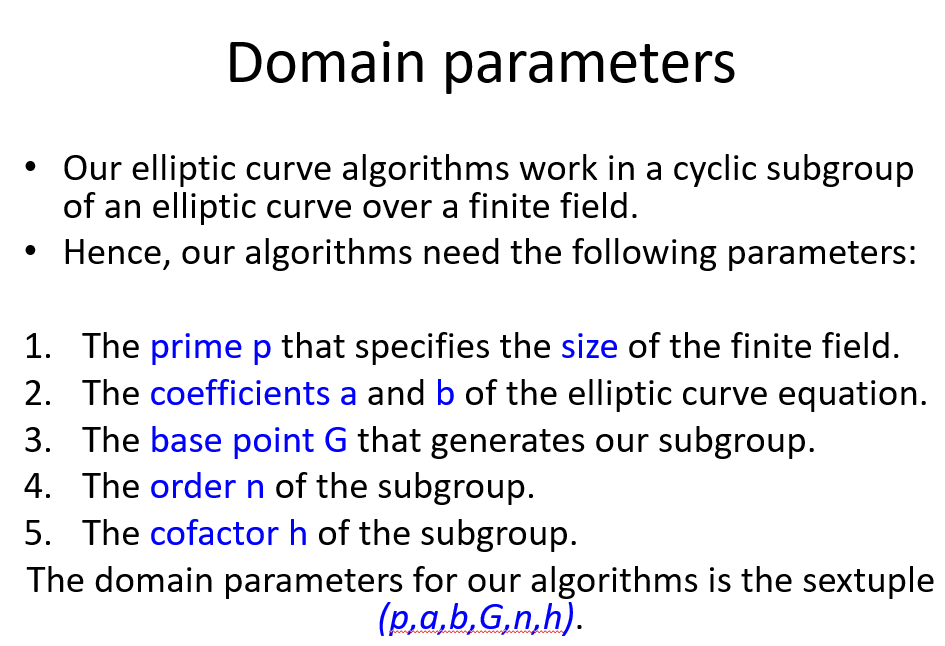 Domain parameters
• Our elliptic curve algorithms work in a cyclic subgroup
of an elliptic curve over a finite field.
• Hence, our algorithms need the following parameters:
1. The prime p that specifies the size of the finite field.
2. The coefficients a and b of the elliptic curve equation.
3. The base point G that generates our subgroup.
4. The order n of the subgroup.
5. The cofactor h of the subgroup.
The domain parameters for our algorithms is the sextuple
(p,a,b,G,n,h).